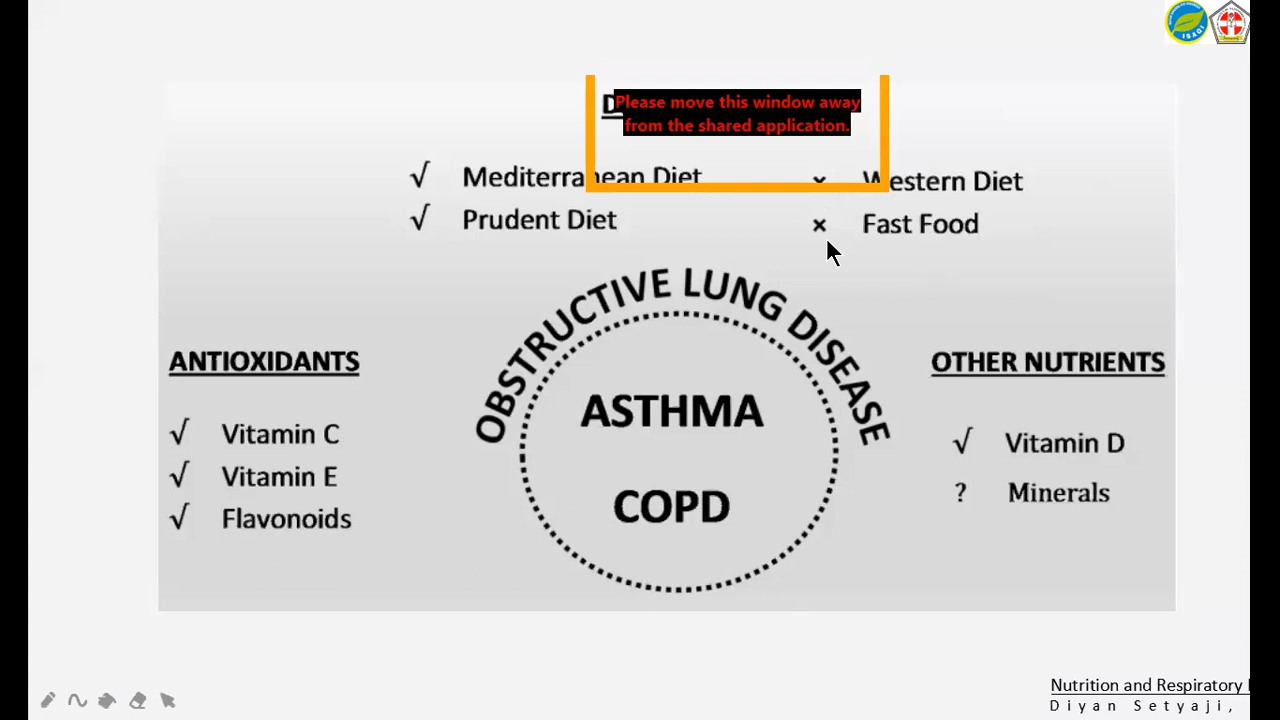 Please move this window away
from the shared application.
√ Mediterranean Diet
× Western Diet
√ Prudent Diet
× Fast Food
OBSTRUCTIVE LUNG DISEASE
ASTHMA
COPD
ANTIOXIDANTS
√ Vitamin C
√ Vitamin E
√ Flavonoids
OTHER NUTRIENTS
√ Vitamin D
? Minerals
Nutrition and Respiratory
Diyan Setyaji,